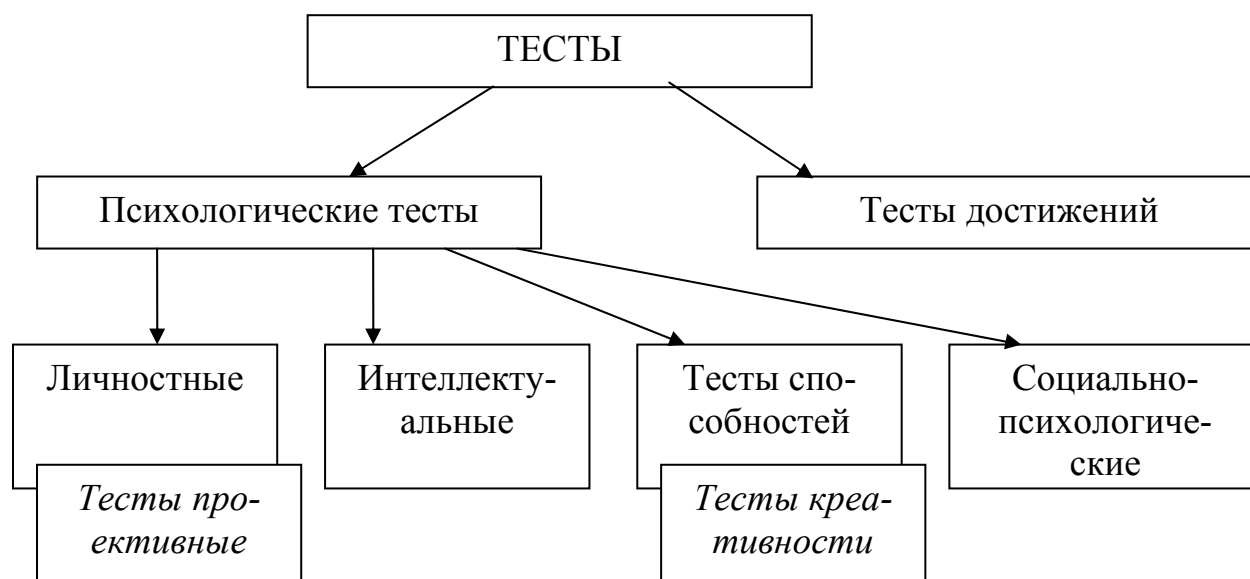 ТЕСТЫ
Психологические тесты
Тесты достижений
Личностные
Интеллекту-
альные
Тесты спо-
собностей
Социально-
психологиче-
ские
Тесты про-
ективные
Тесты креа-
тивности